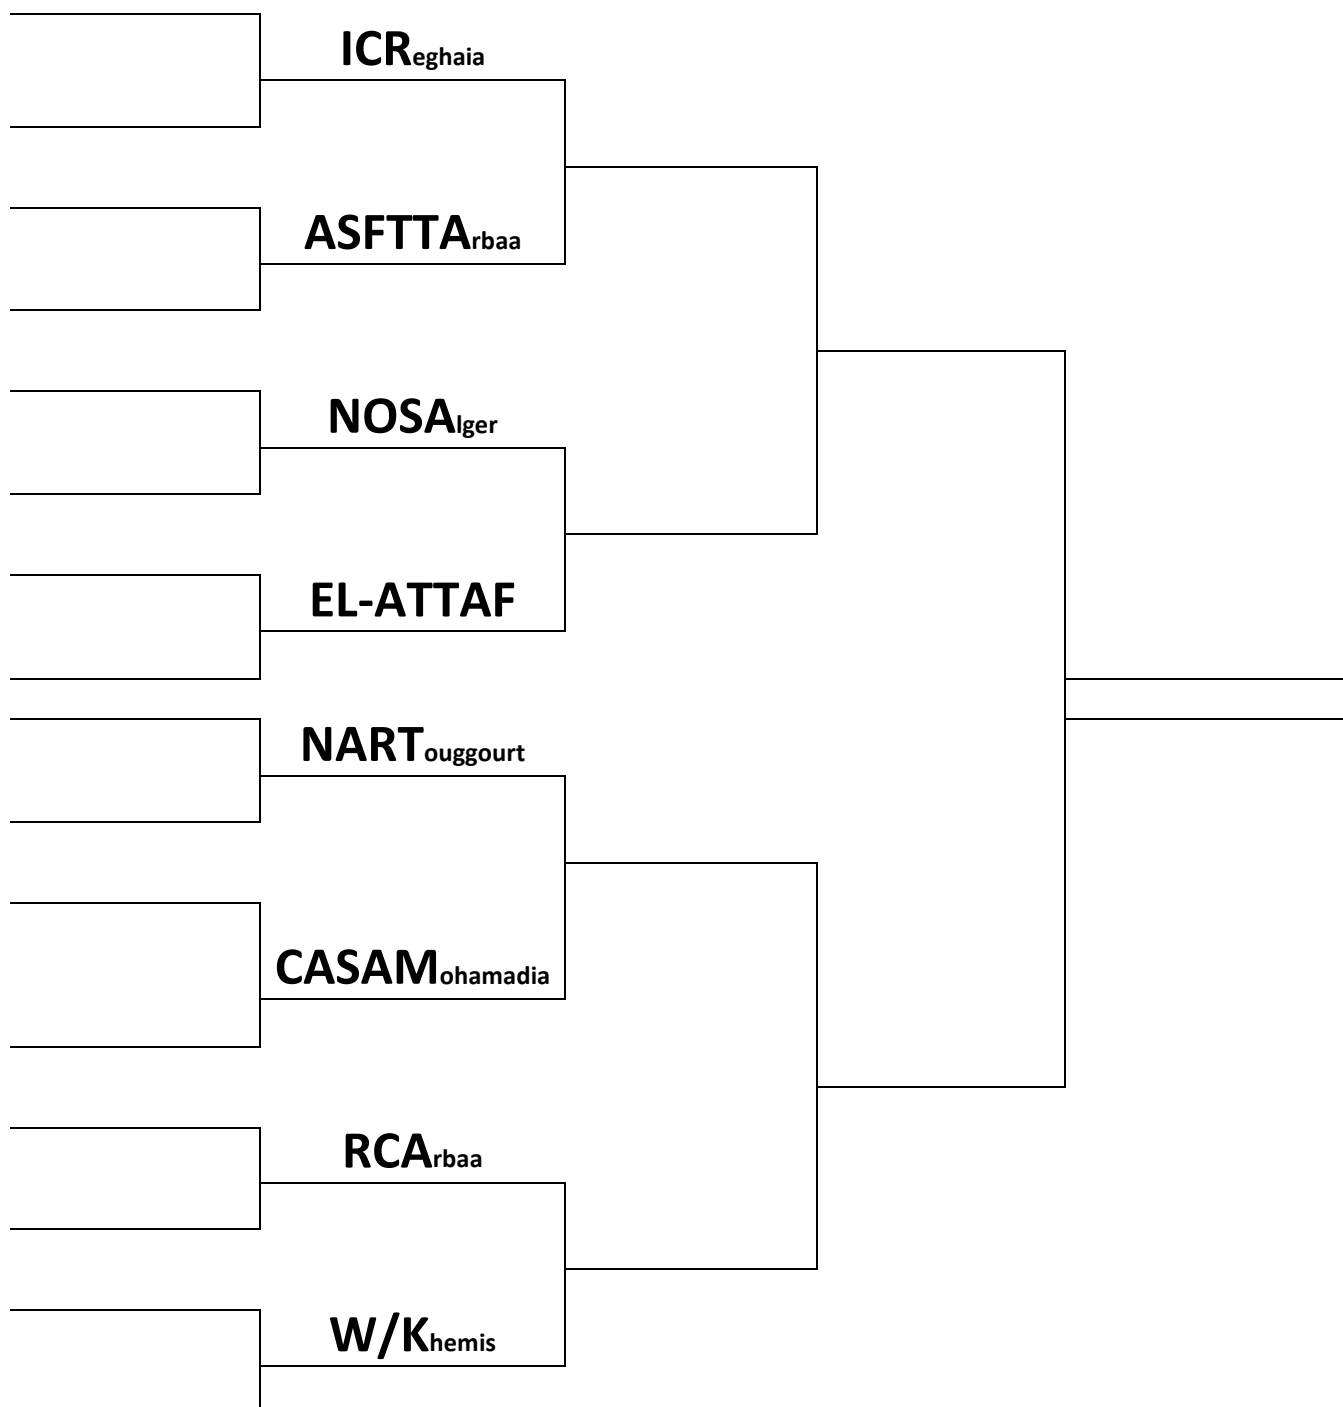 ICReghaia
ASFTTArbaa
NOSAlger
EL-ATTAF
NARTouggourt
CASAMohamadia
RCArbaa
W/Khemis